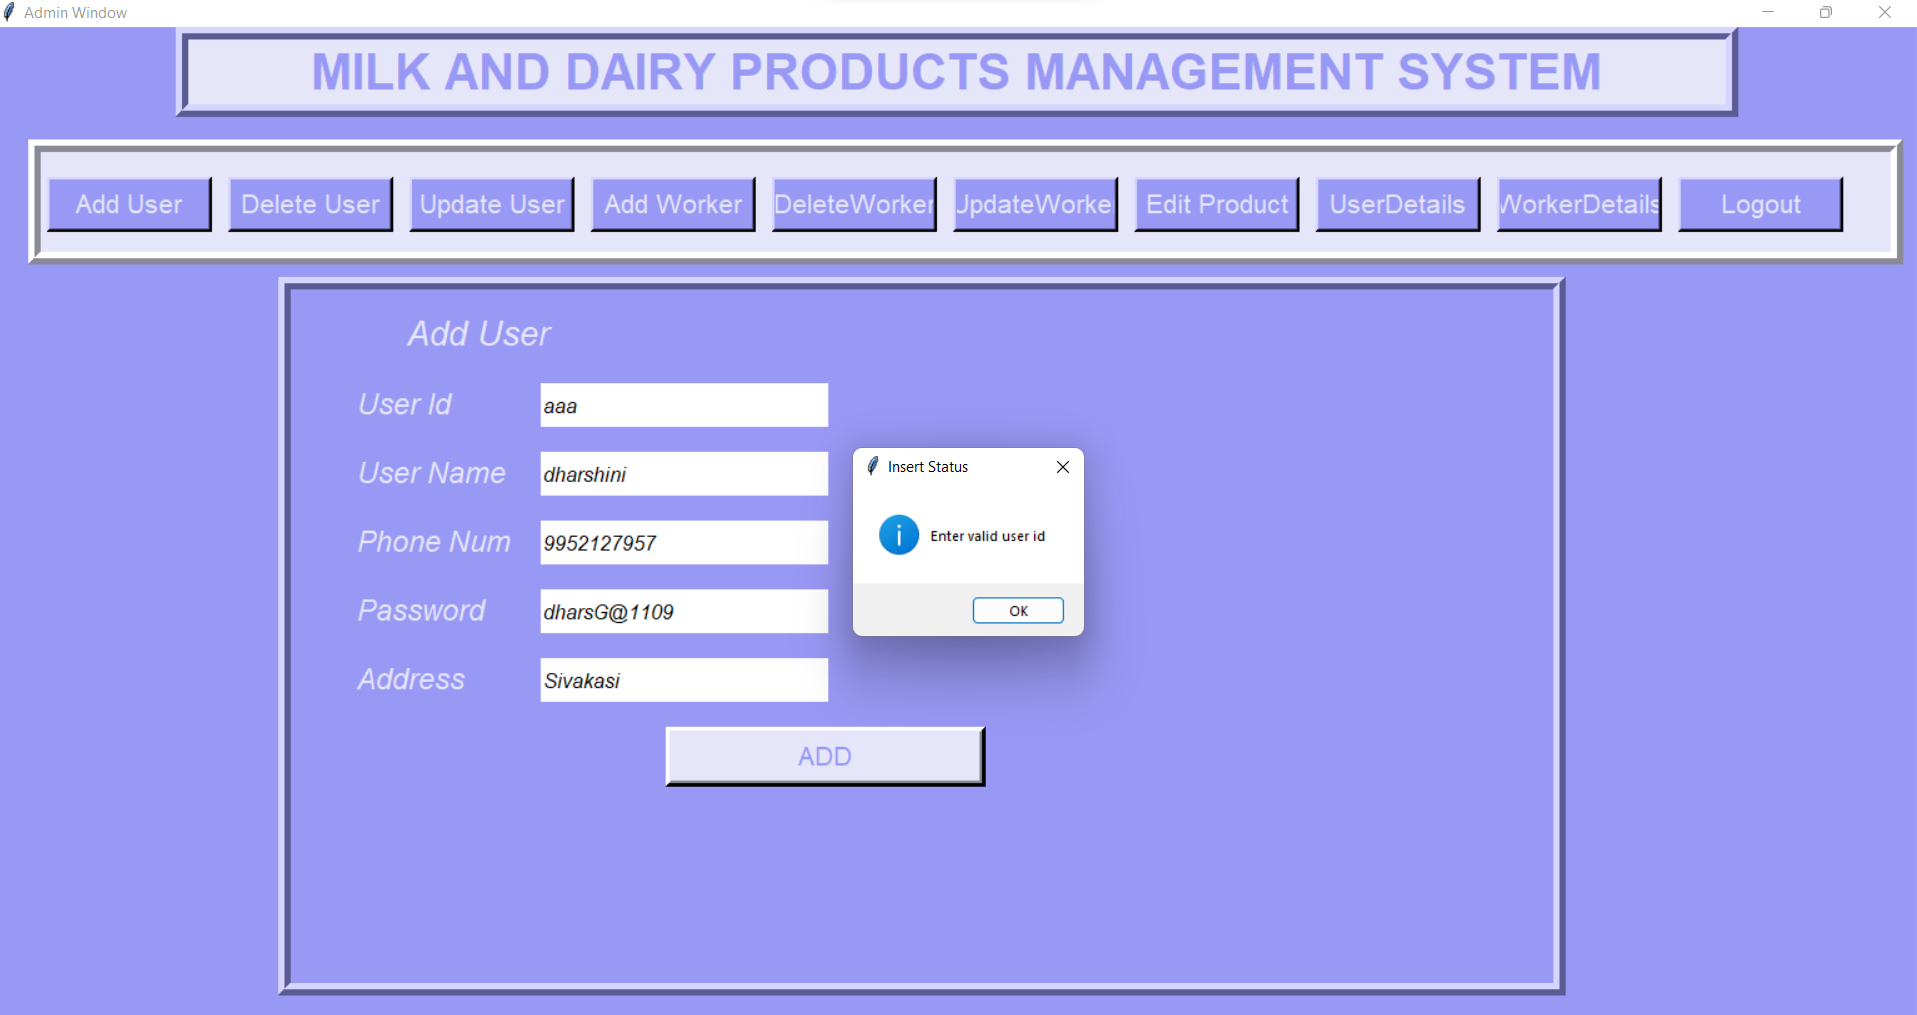 Admin Window
MILK AND DAIRY PRODUCTS MANAGEMENT SYSTEM
Add User Delete User Update User Add Worker DeleteWorker UpdateWorke Edit Product UserDetails WorkerDetails Logout
Add User
User Id aaa
User Name dharshini
Phone Num 9952127957
Password dharsG@1109
Address Sivakasi
ADD
Insert Status
Enter valid user id
OK